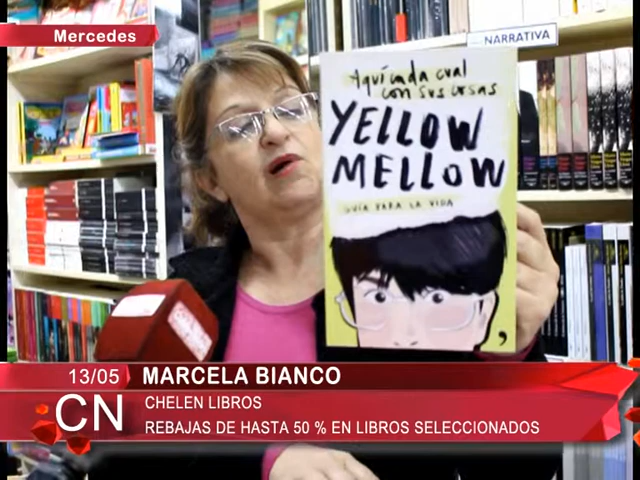 Mercedes
NARRATIVA
Aquí cada cual
con sus cosas
YELLOW
MELLOW
GUÍA PARA LA VIDA
13/05
MARCELA BIANCO
CN
CHELEN LIBROS
REBAJAS DE HASTA 50 % EN LIBROS SELECCIONADOS